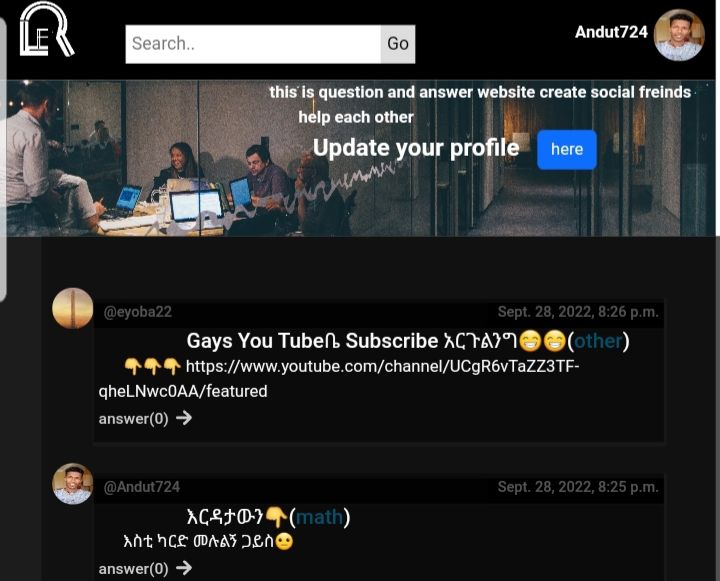 LER
Search..
Go
Andut724
this is question and answer website create social freinds
help each other
Update your profile
here
@eyoba22
Sept. 28, 2022, 8:26 p.m.
Gays You Tubeቤ Subscribe አርጉልንግ😁😁(other)
👇👇👇 https://www.youtube.com/channel/UCgR6vTaZZ3TF-
qheLNwc0AA/featured
answer(0) →
@Andut724
Sept. 28, 2022, 8:25 p.m.
እርዳታውን👇(math)
እስቲ ካርድ መሉልኝ ጋይስ😐
answer(0) →